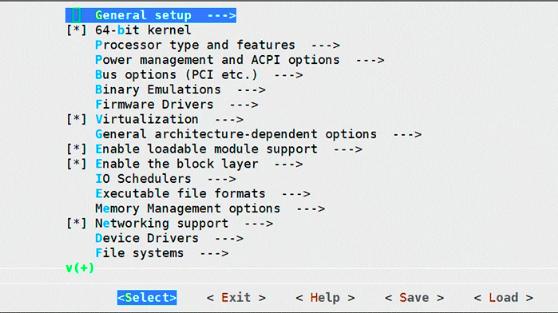 General setup  --->
[*] 64-bit kernel
Processor type and features  --->
Power management and ACPI options  --->
Bus options (PCI etc.)  --->
Binary Emulations  --->
Firmware Drivers  --->
[*] Virtualization  --->
General architecture-dependent options  --->
[*] Enable loadable module support  --->
[*] Enable the block layer  --->
IO Schedulers  --->
Executable file formats  --->
Memory Management options  --->
[*] Networking support  --->
Device Drivers  --->
File systems  --->
v(+)
<Select>    < Exit >    < Help >    < Save >    < Load >